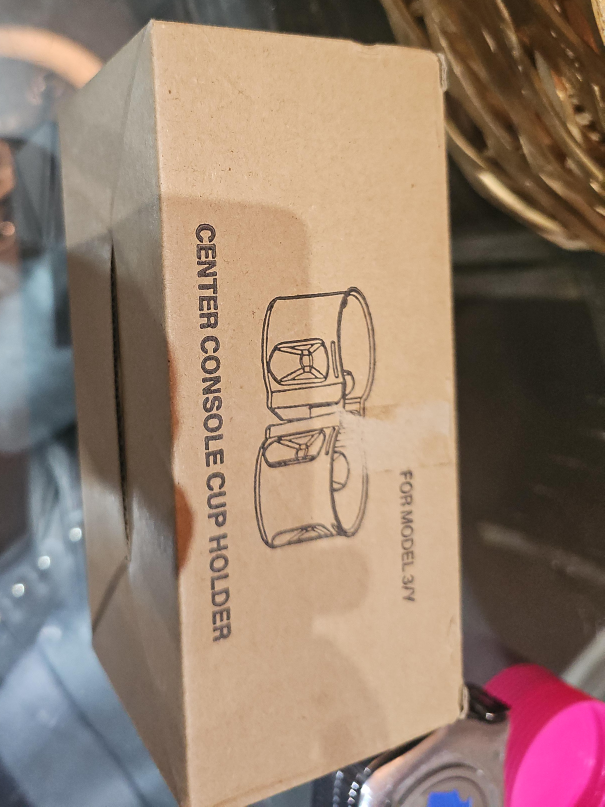 FOR MODEL 3/Y
CENTER CONSOLE CUP HOLDER